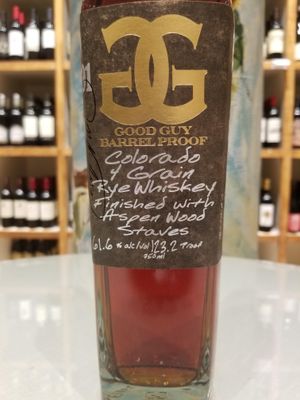 GG
GOOD GUY
BARREL PROOF
Colorado
4 Grain
Rye Whiskey
Finished with
Aspen Wood
Staves
61.6 % alc/vol 123.2 Proof
750ml